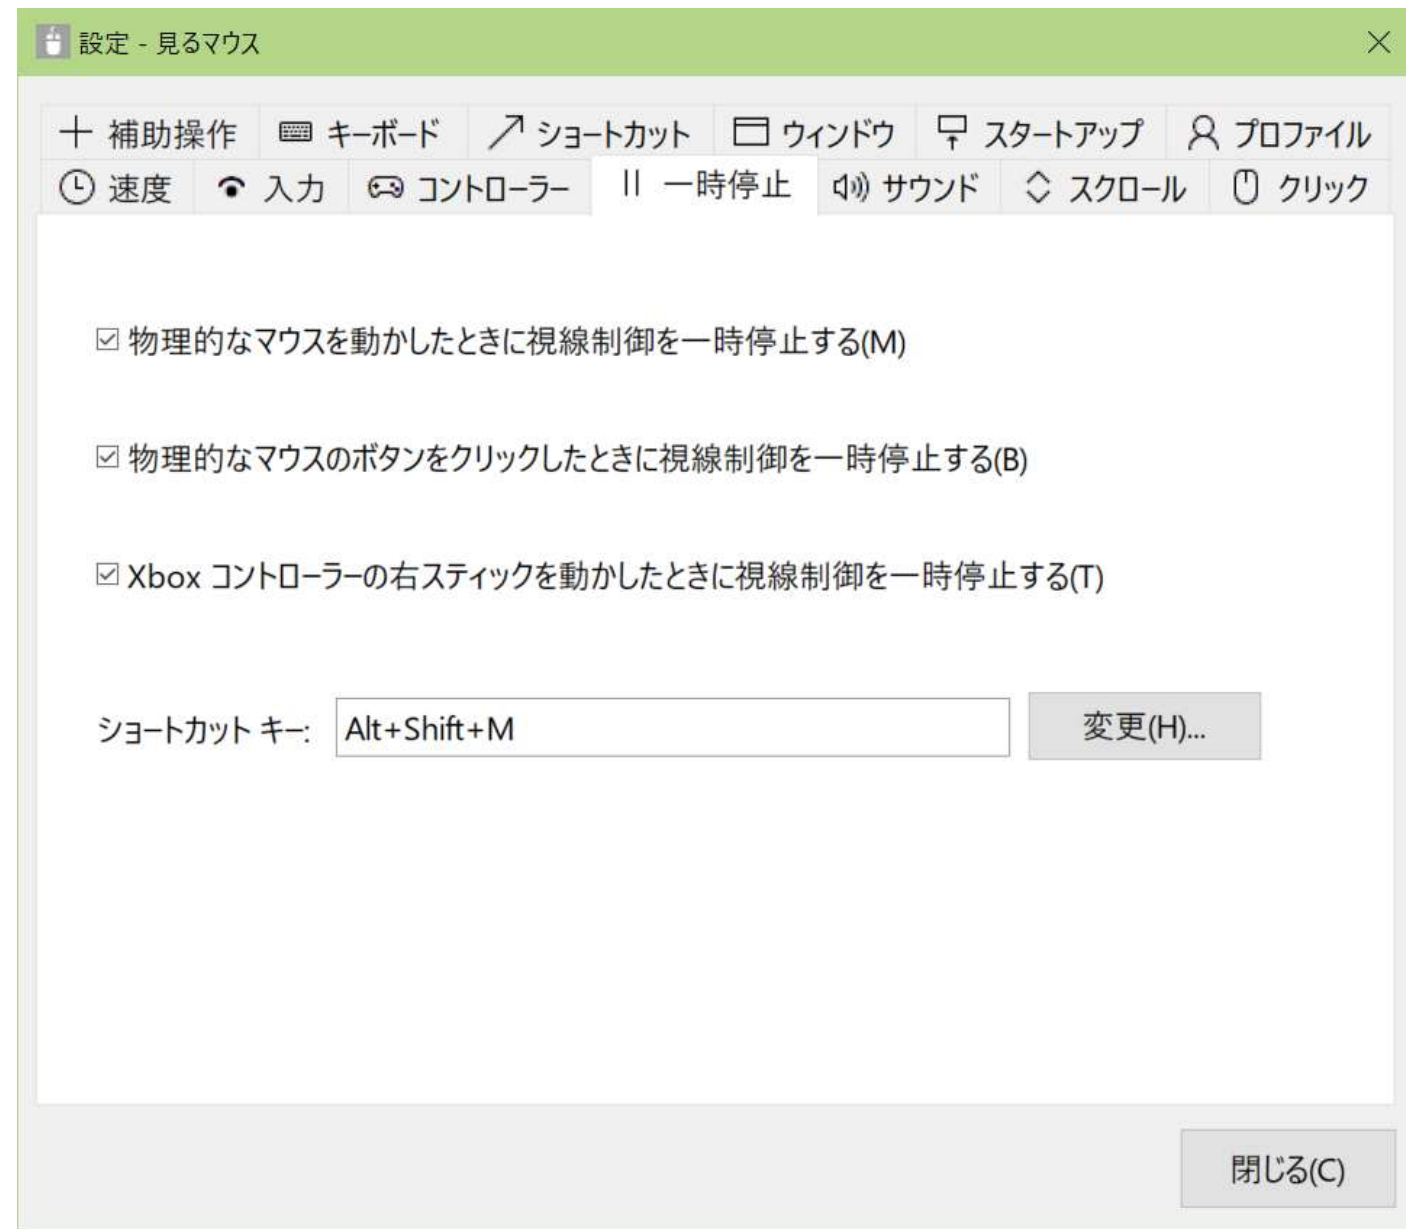 設定 - 見るマウス
補助操作 キーボード ショートカット ウィンドウ スタートアップ プロファイル
速度 入力 コントローラー 一時停止 サウンド スクロール クリック
物理的なマウスを動かしたときに視線制御を一時停止する(M)
物理的なマウスのボタンをクリックしたときに視線制御を一時停止する(B)
Xbox コントローラーの右スティックを動かしたときに視線制御を一時停止する(T)
ショートカット キー: Alt+Shift+M 変更(H)...
閉じる(C)